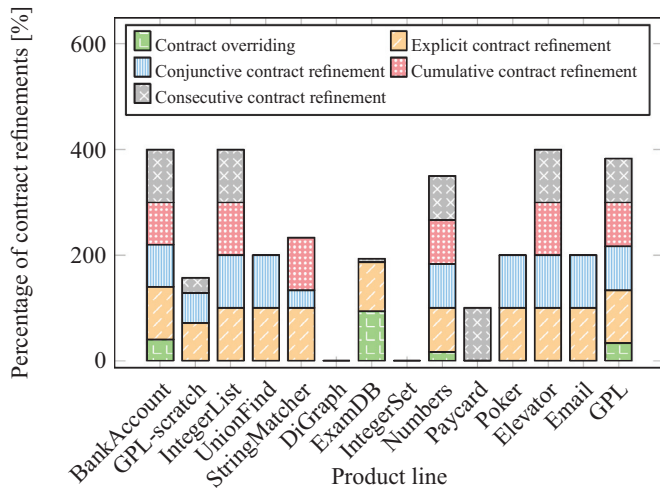 Percentage of contract refinements [%]
600
400
200
0
Contract overriding
Explicit contract refinement
Conjunctive contract refinement
Cumulative contract refinement
Consecutive contract refinement
BankAccount
GPL-scratch
IntegerList
UnionFind
StringMatcher
DiGraph
ExamDB
IntegerSet
Numbers
Paycard
Poker
Elevator
Email
GPL
Product line